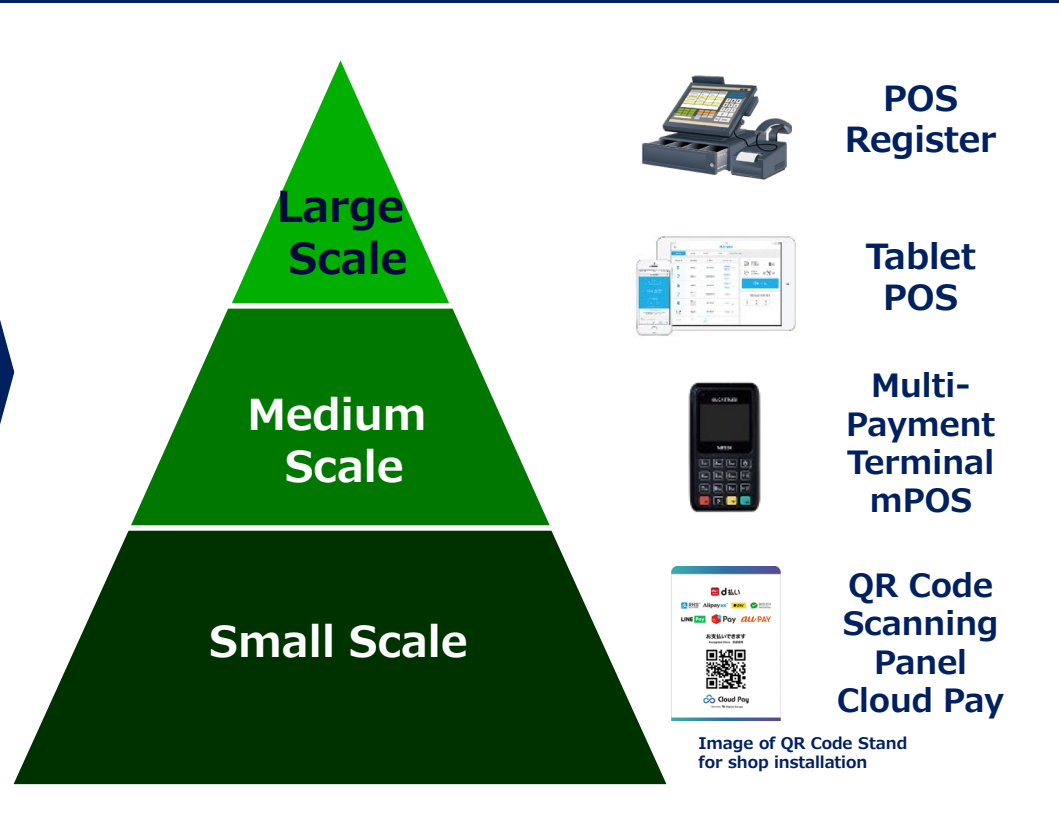 Large
Scale
Medium
Scale
Small Scale
POS
Register
Tablet
POS
Multi-
Payment
Terminal
mPOS
d払い
Alipay
LINE Pay
Pay
au PAY
お支払いできます
Cloud Pay
QR Code
Scanning
Panel
Cloud Pay
Image of QR Code Stand
for shop installation